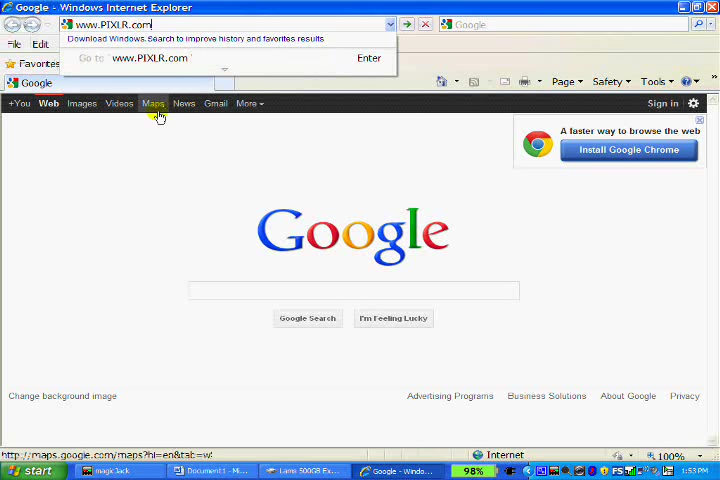 Google - Windows Internet Explorer
www.PIXLR.com
Google
Download Windows Search to improve history and favorites results
File Edit
Go to ` www.PIXLR.com ` Enter
Favorites
Google
Page Safety Tools
+You Web Images Videos Maps News Gmail More
Sign in
A faster way to browse the web
Install Google Chrome
Google
Google Search I'm Feeling Lucky
Change background image Advertising Programs Business Solutions About Google Privacy
http://maps.google.com/maps?hl=en&tab=w
Internet 100%
start magicJack Document1 - Mi... Lams 500GB Ex... Google - Windo... 98% FS 1:53 PM